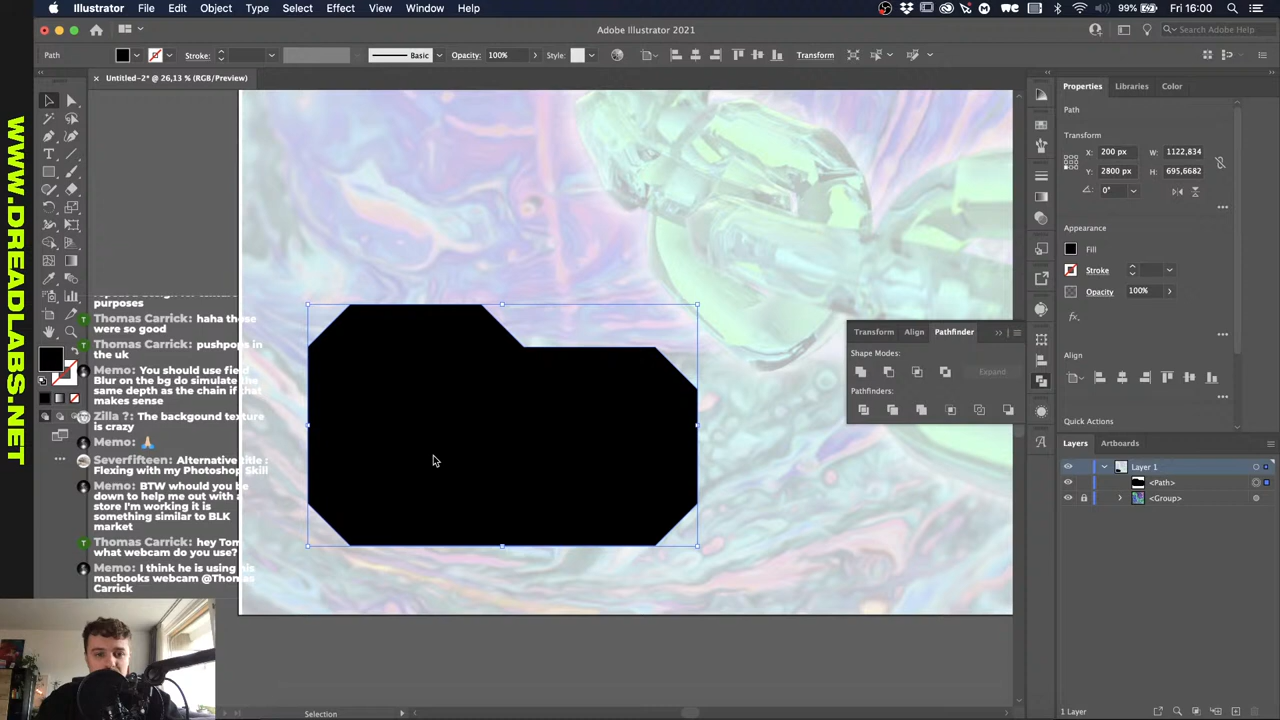 Illustrator File Edit Object Type Select Effect View Window Help 99% Fri 16:00
Adobe Illustrator 2021 Search Adobe Help
Path Stroke: Basic Opacity: 100% Style: Transform
Untitled-2* @ 26,13 % (RGB/Preview)
WWW.DREADLABS.NET
purposes
Thomas Carrick: haha those
were so good
Thomas Carrick: pushpops in
the uk
Memo: You should use field
Blur on the bg do simulate the
same depth as the chain if that
makes sense
Zilla ?: The backgound texture
is crazy
Memo: 🙏🏻
Severfifteen: Alternative title :
Flexing with my Photoshop Skill
Memo: BTW whould you be
down to help me out with a
store I'm working it is
something similar to BLK
market
Thomas Carrick: hey Tom
what webcam do you use?
Memo: I think he is using his
macbooks webcam @Thomas
Carrick
Transform Align Pathfinder
Shape Modes:
Expand
Pathfinders:
Properties Libraries Color
Path
Transform
X: 200 px W: 1122,834
Y: 2800 px H: 695,6682
0°
Appearance
Fill
Stroke
Opacity 100%
fx
Align
Quick Actions
Layers Artboards
Layer 1
<Path>
<Group>
1 Layer
Selection